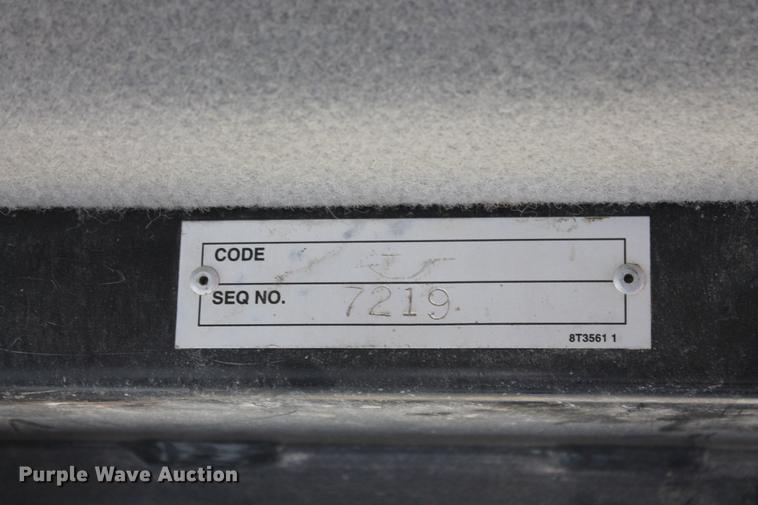 CODE
SEQ NO. 7219
8T3561 1
Purple Wave Auction